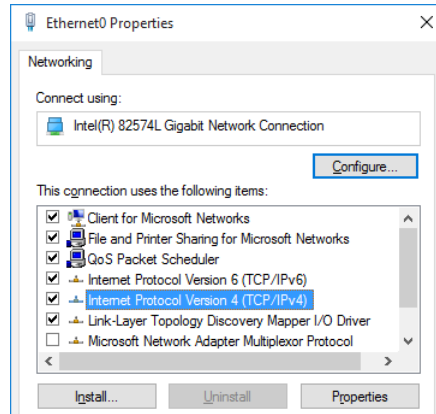 Ethernet0 Properties
Networking
Connect using:
Intel(R) 82574L Gigabit Network Connection
Configure...
This connection uses the following items:
Client for Microsoft Networks
File and Printer Sharing for Microsoft Networks
QoS Packet Scheduler
Internet Protocol Version 6 (TCP/IPv6)
Internet Protocol Version 4 (TCP/IPv4)
Link-Layer Topology Discovery Mapper I/O Driver
Microsoft Network Adapter Multiplexor Protocol
Install... Uninstall Properties